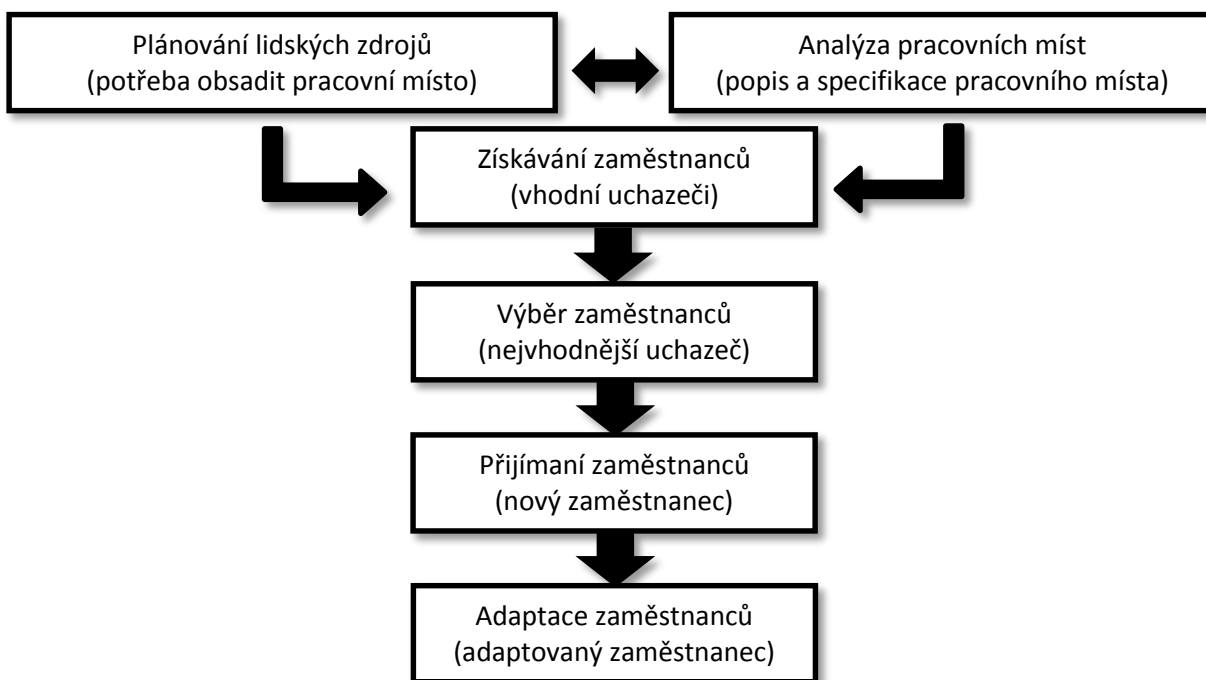 Plánování lidských zdrojů
(potřeba obsadit pracovní místo)
Analýza pracovních míst
(popis a specifikace pracovního místa)
Získávání zaměstnanců
(vhodní uchazeči)
Výběr zaměstnanců
(nejvhodnější uchazeč)
Přijímaní zaměstnanců
(nový zaměstnanec)
Adaptace zaměstnanců
(adaptovaný zaměstnanec)